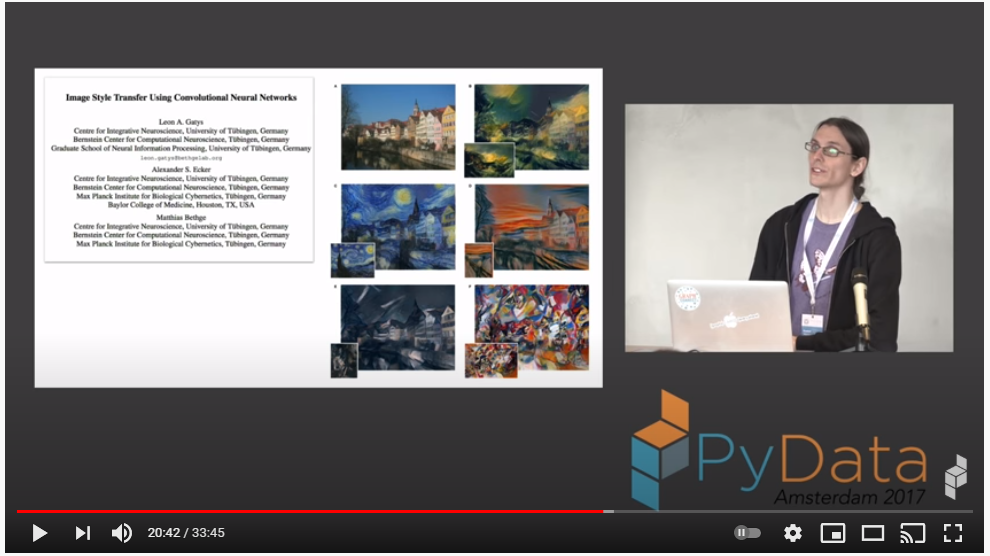 Image Style Transfer Using Convolutional Neural Networks
Leon A. Gatys
Centre for Integrative Neuroscience, University of Tübingen, Germany
Bernstein Center for Computational Neuroscience, Tübingen, Germany
Graduate School of Neural Information Processing, University of Tübingen, Germany
leon.gatys@bethgelab.org
Alexander S. Ecker
Centre for Integrative Neuroscience, University of Tübingen, Germany
Bernstein Center for Computational Neuroscience, Tübingen, Germany
Max Planck Institute for Biological Cybernetics, Tübingen, Germany
Baylor College of Medicine, Houston, TX, USA
Matthias Bethge
Centre for Integrative Neuroscience, University of Tübingen, Germany
Bernstein Center for Computational Neuroscience, Tübingen, Germany
Max Planck Institute for Biological Cybernetics, Tübingen, Germany
A
B
C
D
E
F
PyData
Amsterdam 2017
20:42 / 33:45